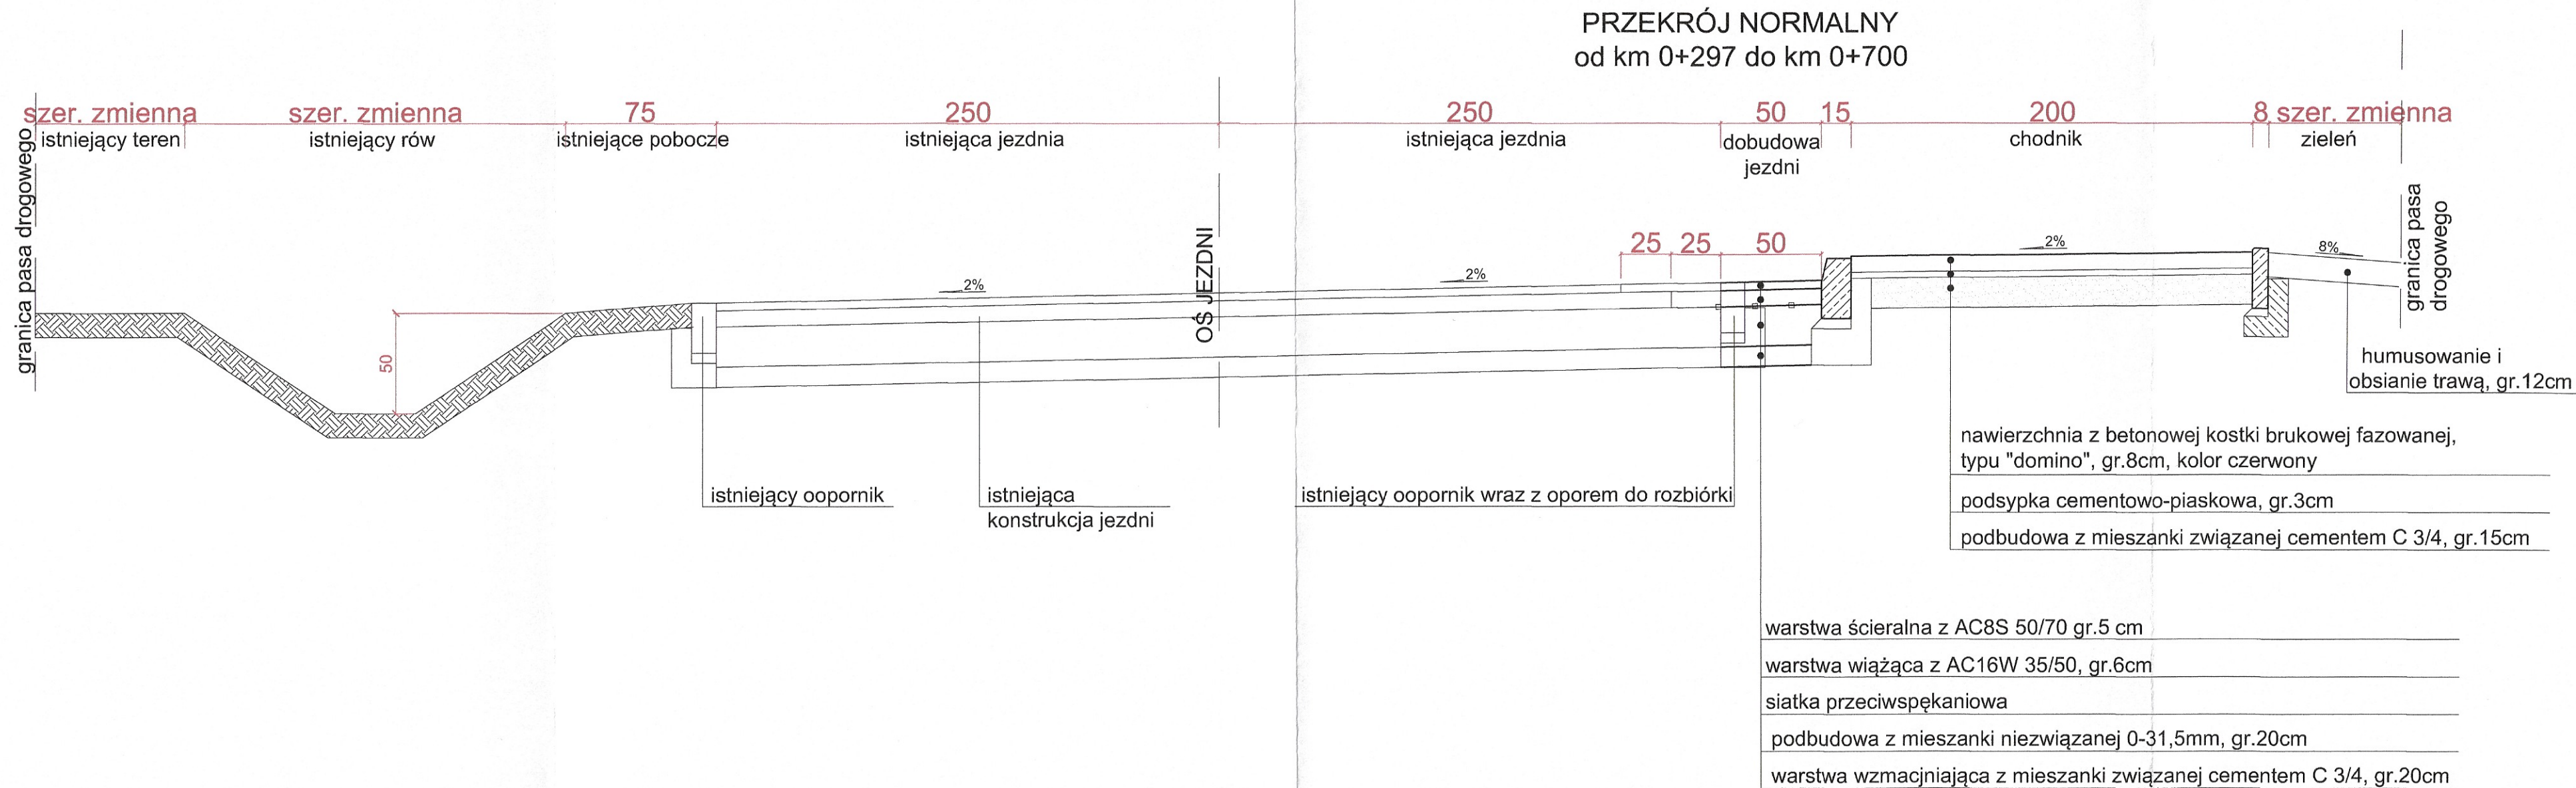 PRZEKRÓJ NORMALNY
od km 0+297 do km 0+700
szer. zmienna
szer. zmienna
75
250
250
50
15
200
8
szer. zmienna
istniejący teren
istniejący rów
istniejące pobocze
istniejąca jezdnia
istniejąca jezdnia
dobudowa
jezdni
chodnik
zieleń
granica pasa drogowego
OŚ JEZDNI
granica pasa
drogowego
25
25
50
2%
2%
2%
8%
50
humusowanie i
obsianie trawą, gr.12cm
nawierzchnia z betonowej kostki brukowej fazowanej,
typu "domino", gr.8cm, kolor czerwony
podsypka cementowo-piaskowa, gr.3cm
podbudowa z mieszanki związanej cementem C 3/4, gr.15cm
istniejący oopornik
istniejąca
konstrukcja jezdni
istniejący oopornik wraz z oporem do rozbiórki
warstwa ścieralna z AC8S 50/70 gr.5 cm
warstwa wiążąca z AC16W 35/50, gr.6cm
siatka przeciwspękaniowa
podbudowa z mieszanki niezwiązanej 0-31,5mm, gr.20cm
warstwa wzmacjniająca z mieszanki związanej cementem C 3/4, gr.20cm